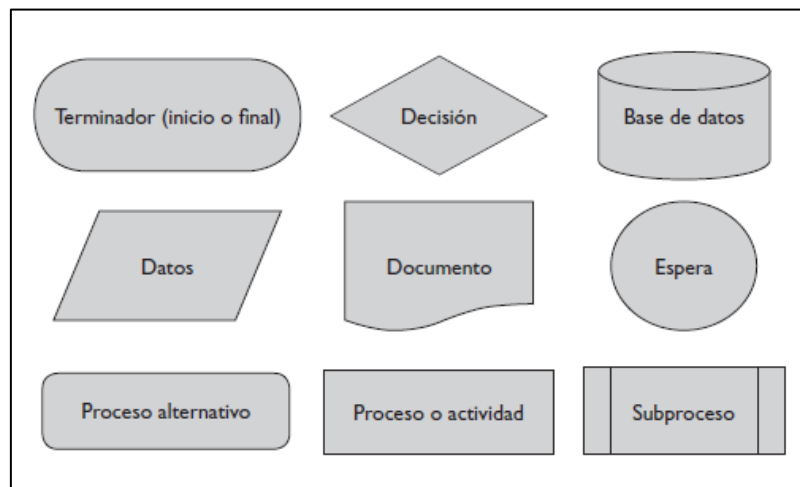 Terminador (inicio o final)
Decisión
Base de datos
Datos
Documento
Espera
Proceso alternativo
Proceso o actividad
Subproceso